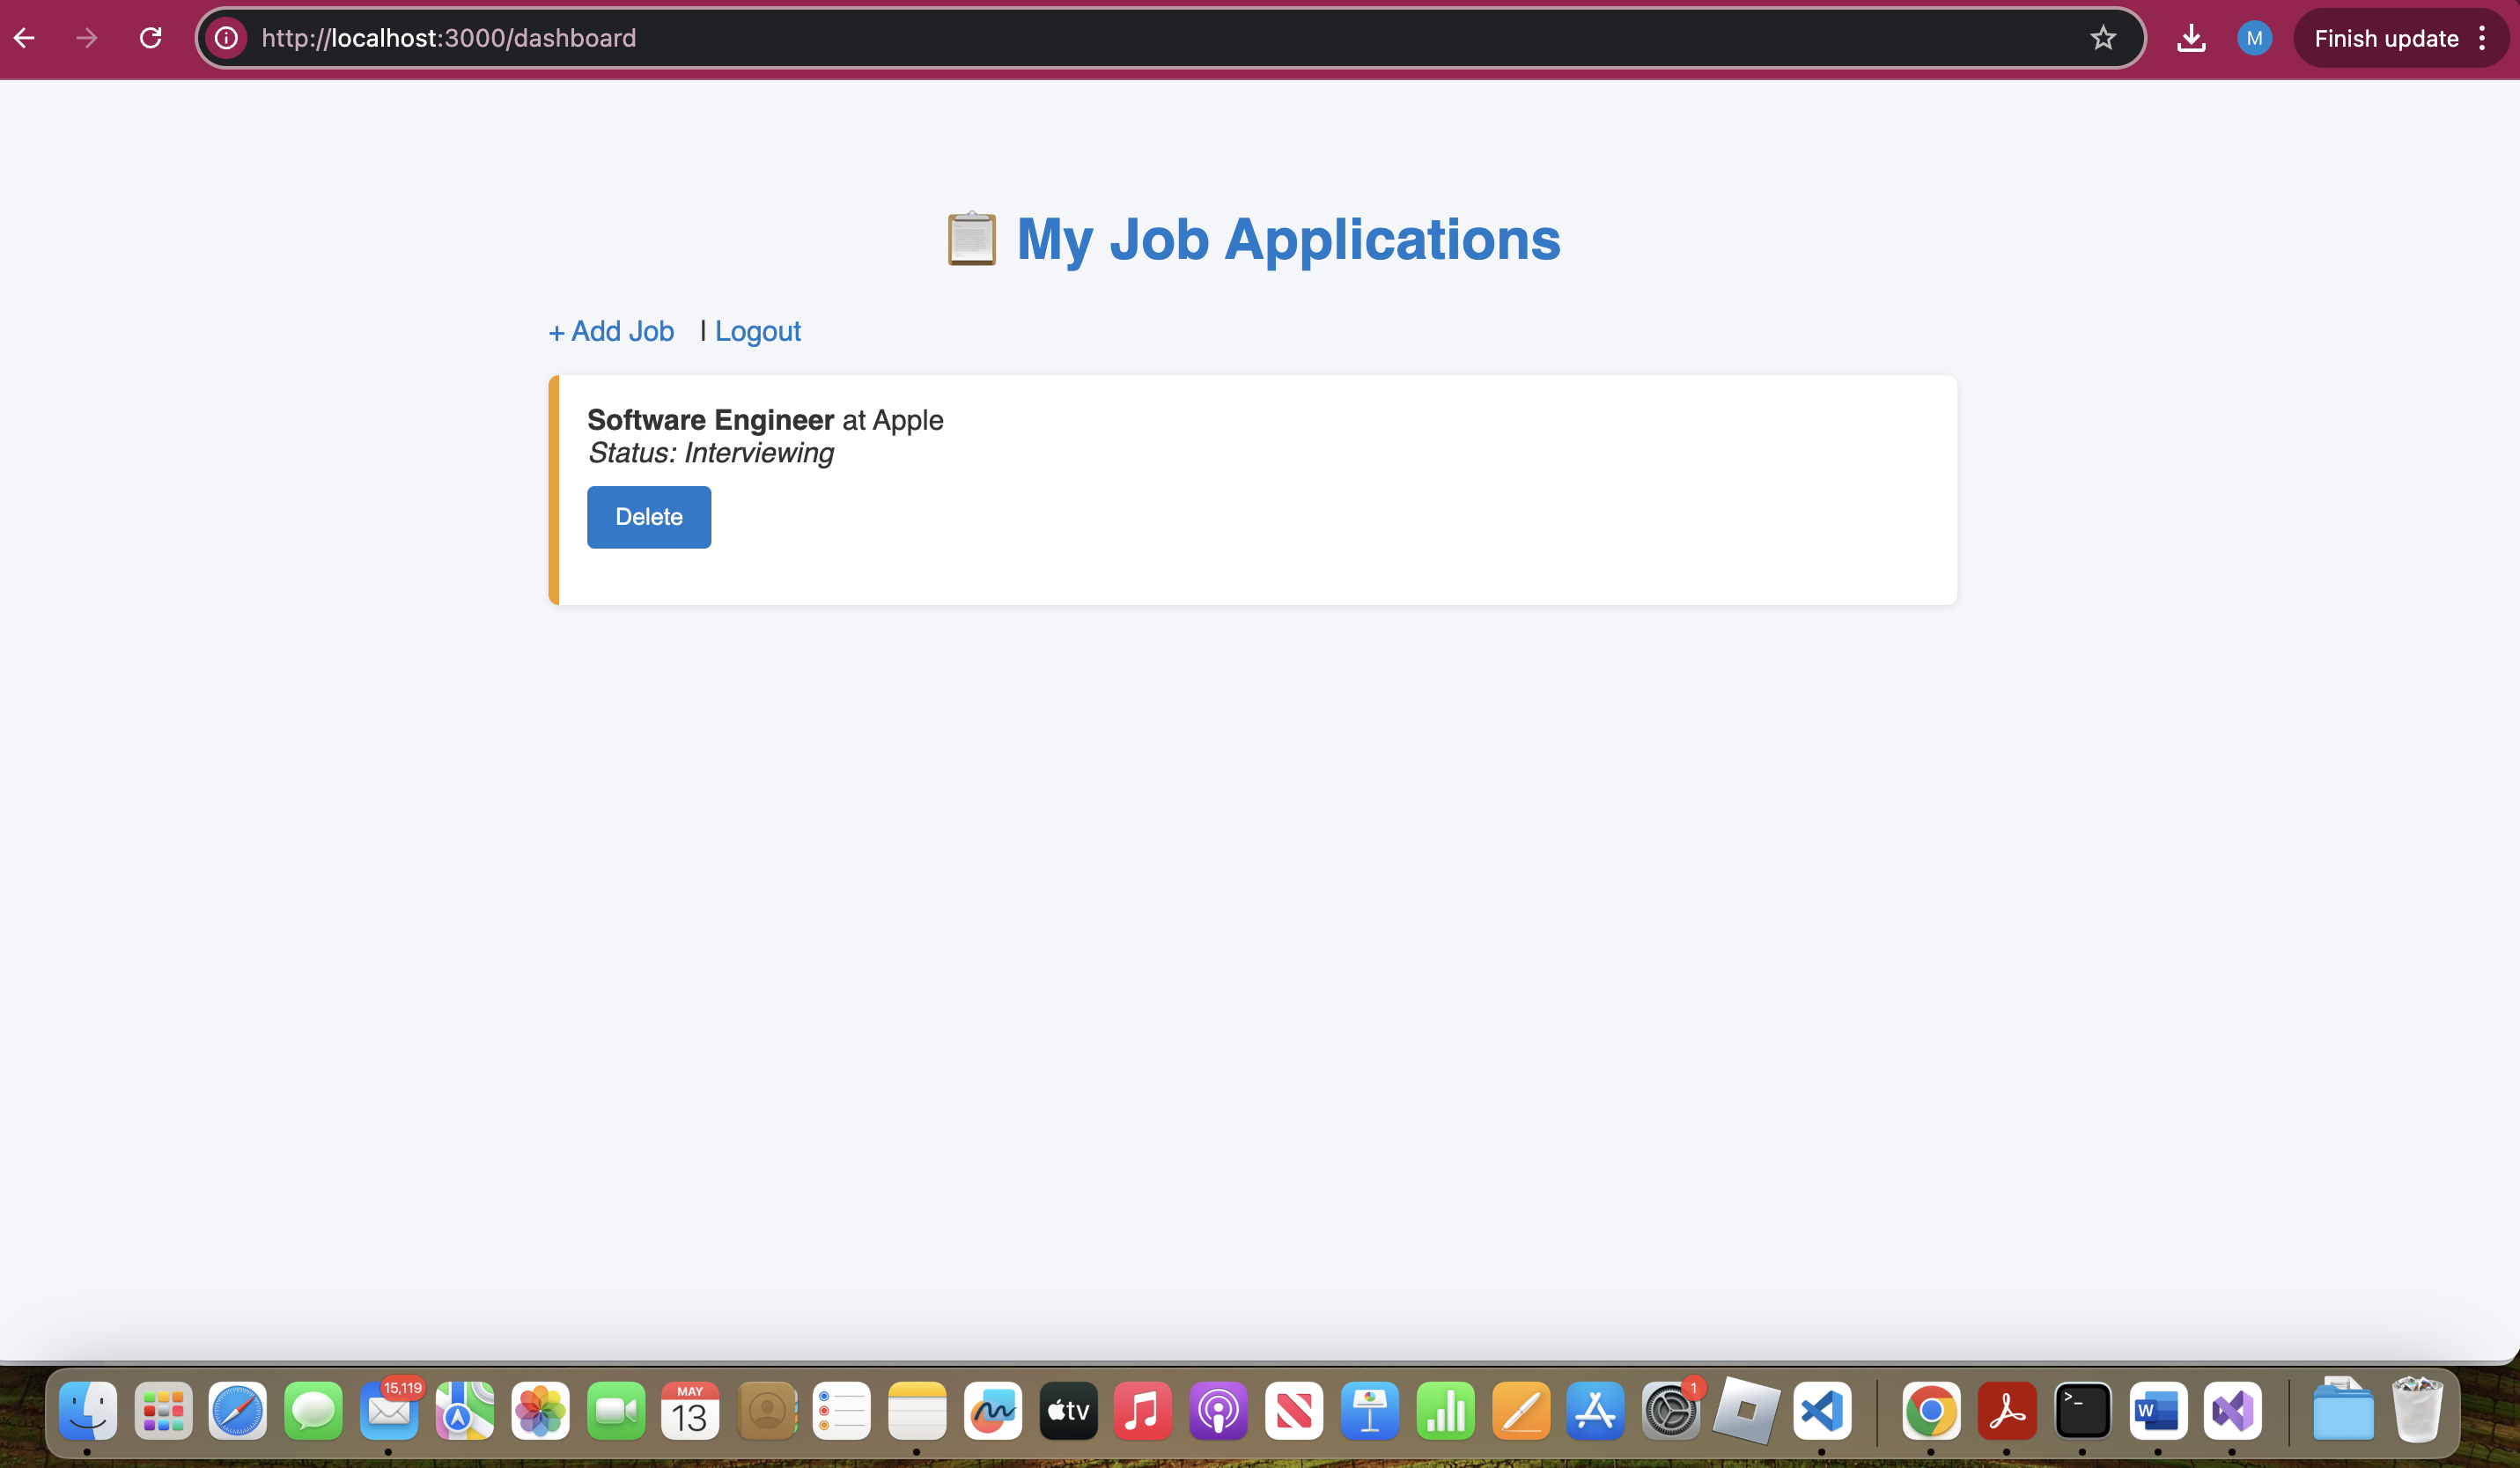 http://localhost:3000/dashboard
M
Finish update
My Job Applications
+ Add Job | Logout
Software Engineer at Apple
Status: Interviewing
Delete
15,119
MAY
13
tv
1
>_
W